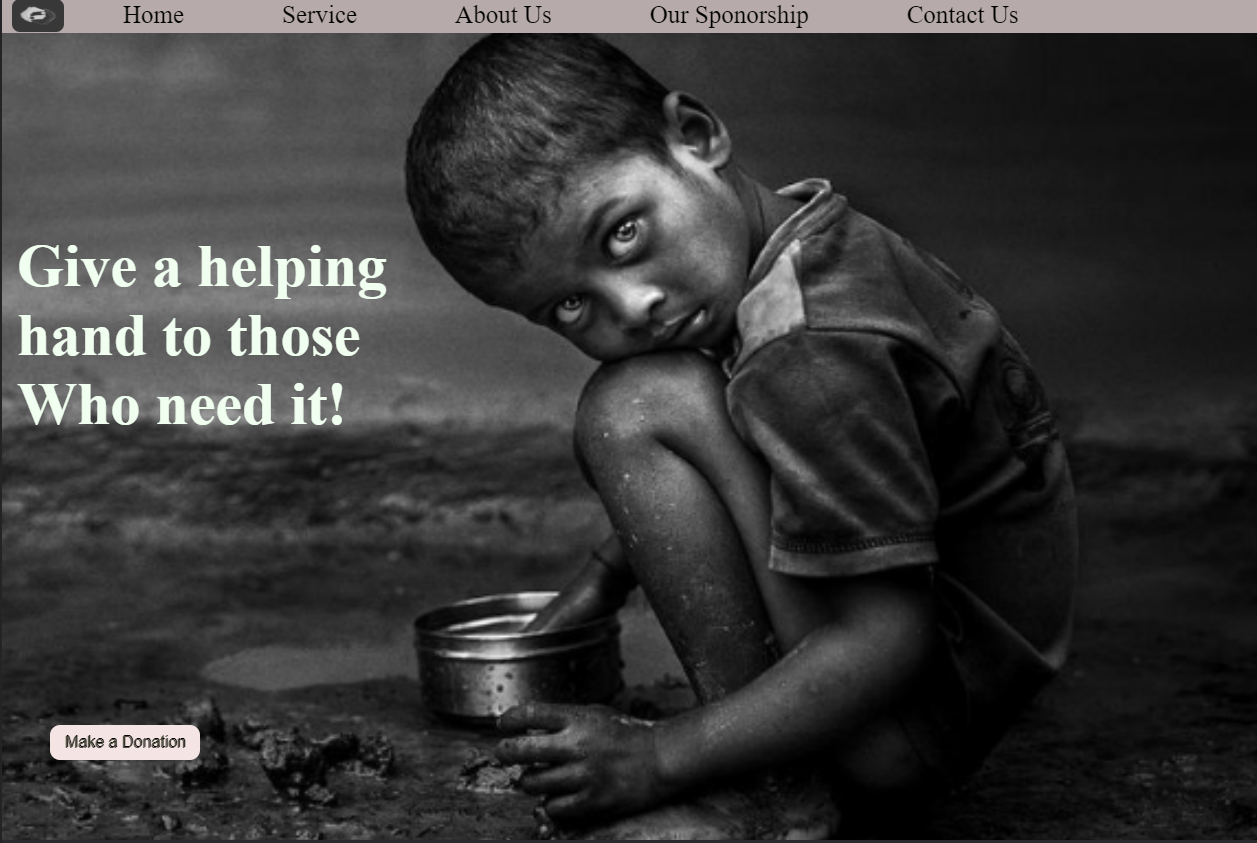 Home Service About Us Our Sponorship Contact Us
Give a helping
hand to those
Who need it!
Make a Donation